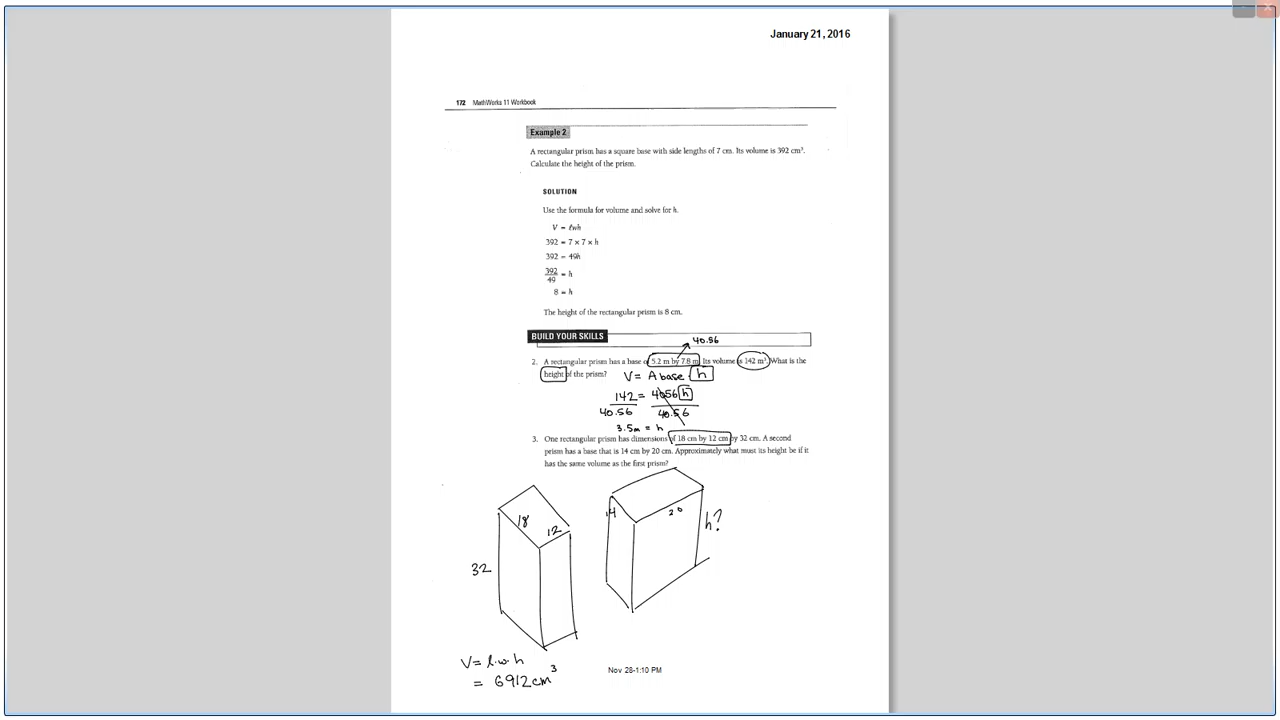 January 21, 2016
172 MathWorks 11 Workbook
Example 2
A rectangular prism has a square base with side lengths of 7 cm. Its volume is 392 cm³.
Calculate the height of the prism.
SOLUTION
Use the formula for volume and solve for h.
V = ℓwh
392 = 7 × 7 × h
392 = 49h
392/49 = h
8 = h
The height of the rectangular prism is 8 cm.
BUILD YOUR SKILLS
40.56
2. A rectangular prism has a base of 5.2 m by 7.8 m. Its volume is 142 m³. What is the
height of the prism?
V = A base · h
142 = 40.56 h
40.56 40.56
3.5m = h
3. One rectangular prism has dimensions of 18 cm by 12 cm by 32 cm. A second
prism has a base that is 14 cm by 20 cm. Approximately what must its height be if it
has the same volume as the first prism?
18 12
32
14 20
h?
V = l·w·h
= 6912 cm³
Nov 28-1:10 PM